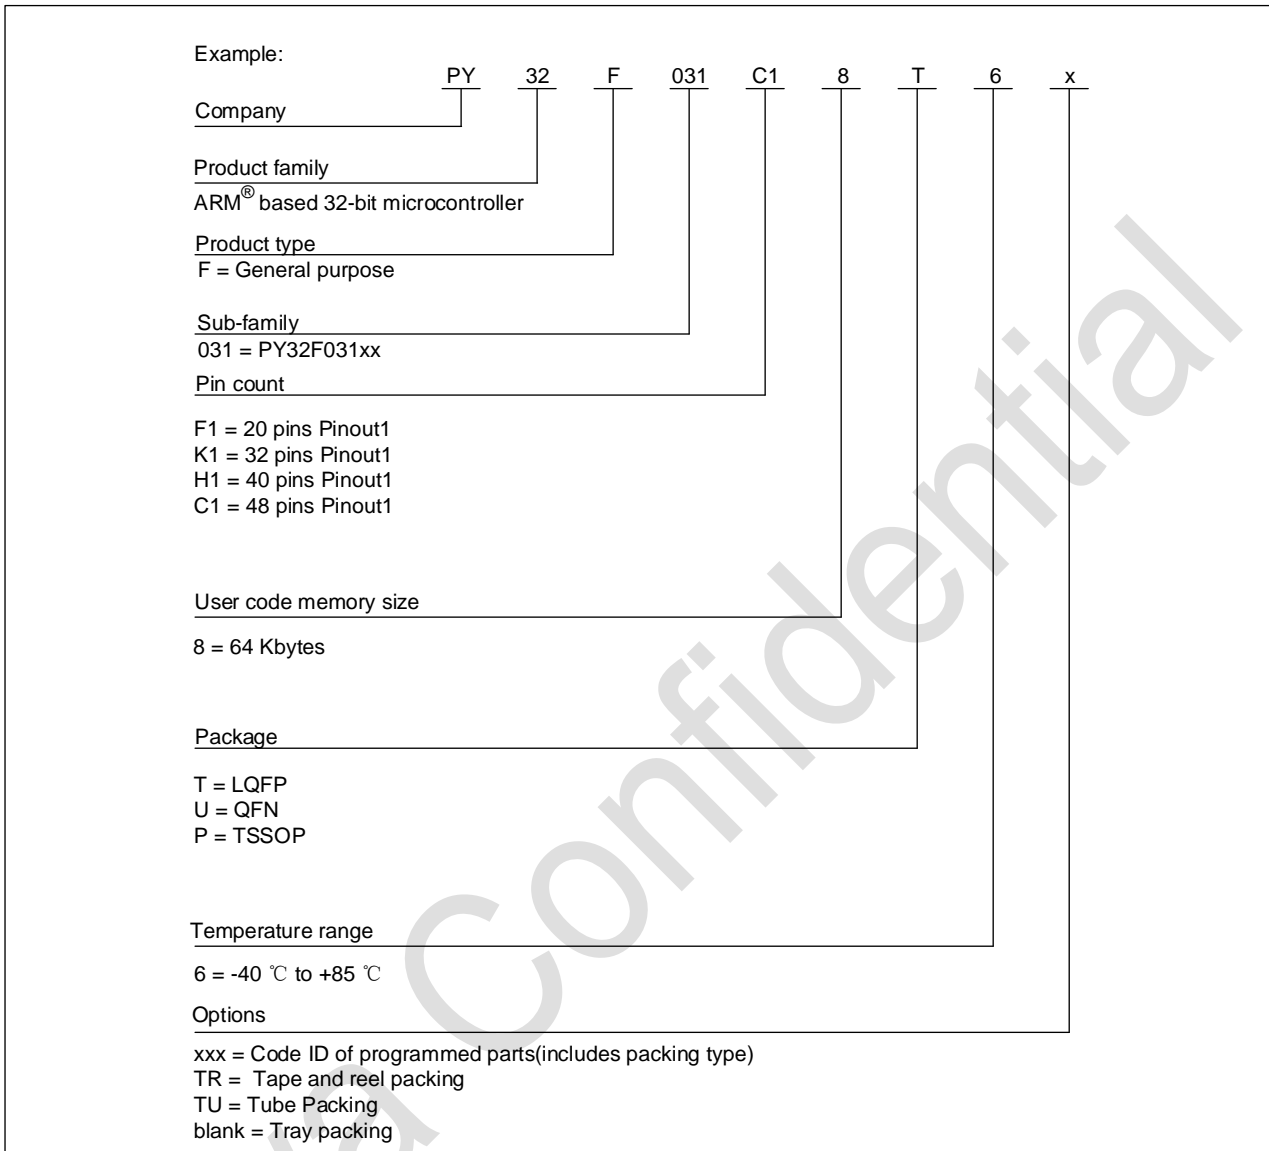 Example:
PY 32 F 031 C1 8 T 6 x
Company
Product family
ARM® based 32-bit microcontroller
Product type
F = General purpose
Sub-family
031 = PY32F031xx
Pin count
F1 = 20 pins Pinout1
K1 = 32 pins Pinout1
H1 = 40 pins Pinout1
C1 = 48 pins Pinout1
User code memory size
8 = 64 Kbytes
Package
T = LQFP
U = QFN
P = TSSOP
Temperature range
6 = -40 ℃ to +85 ℃
Options
xxx = Code ID of programmed parts(includes packing type)
TR = Tape and reel packing
TU = Tube Packing
blank = Tray packing
Confidential